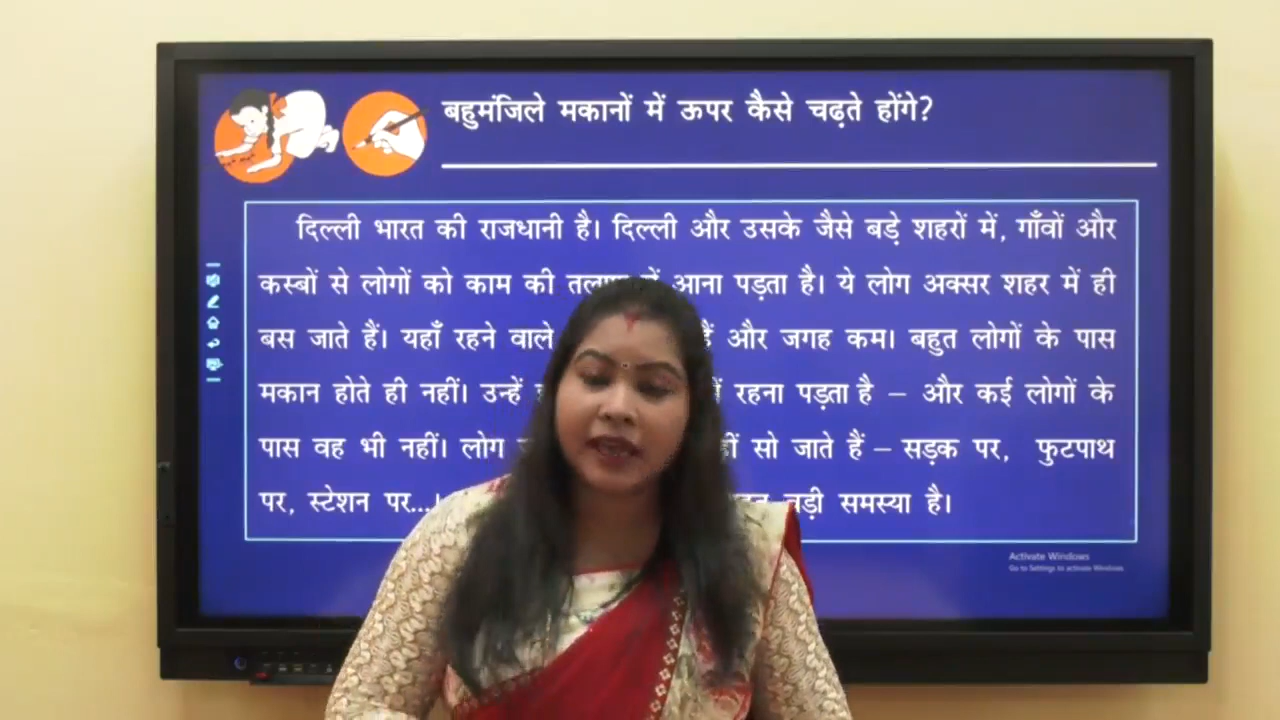 बहुमंजिले मकानों में ऊपर कैसे चढ़ते होंगे?
दिल्ली भारत की राजधानी है। दिल्ली और उसके जैसे बड़े शहरों में, गाँवों और
कस्बों से लोगों को काम की आना पड़ता है। ये लोग अक्सर शहर में ही
बस जाते हैं। यहाँ रहने वाले हैं और जगह कम। बहुत लोगों के पास
मकान होते ही नहीं। उन्हें रहना पड़ता है – और कई लोगों के
पास वह भी नहीं। लोग सो जाते हैं – सड़क पर, फुटपाथ
पर, स्टेशन पर...। बड़ी समस्या है।
Activate Windows
Go to Settings to activate Windows.